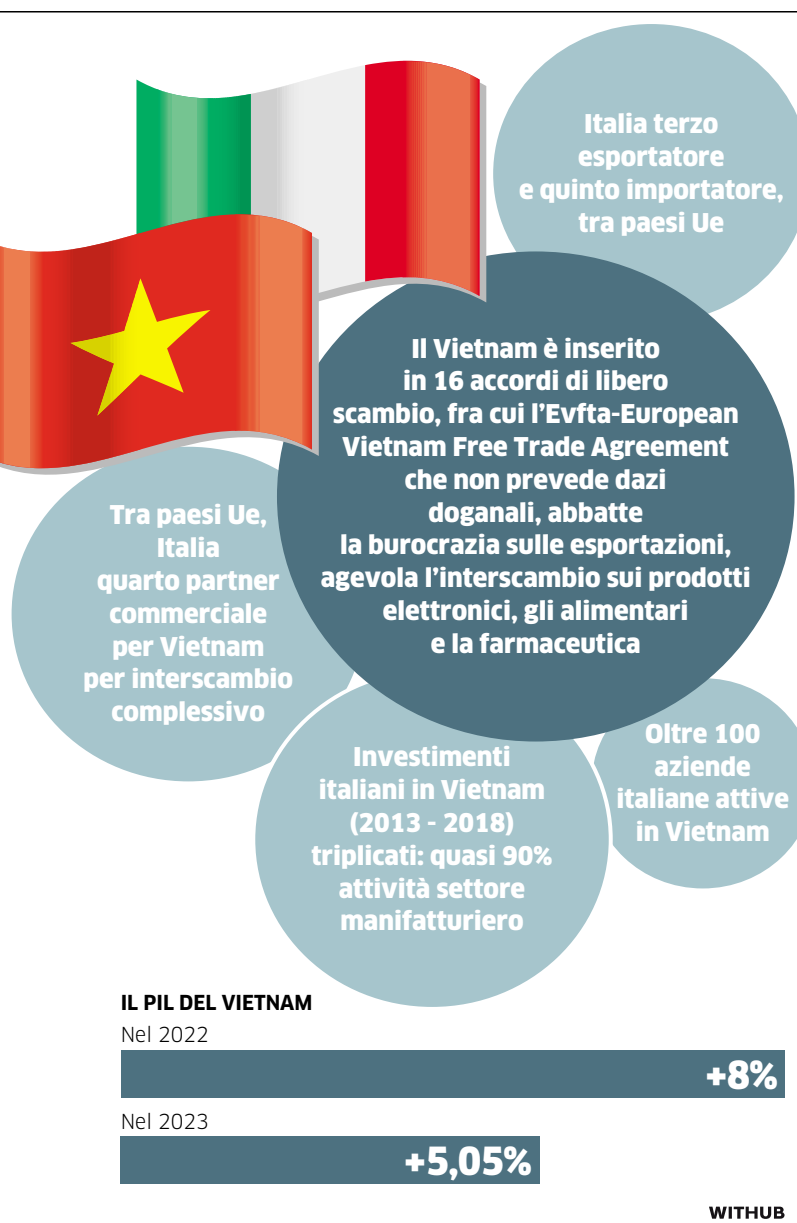 Italia terzo
esportatore
e quinto importatore,
tra paesi Ue
Il Vietnam è inserito
in 16 accordi di libero
scambio, fra cui l’Evfta-European
Vietnam Free Trade Agreement
che non prevede dazi
doganali, abbatte
la burocrazia sulle esportazioni,
agevola l’interscambio sui prodotti
elettronici, gli alimentari
e la farmaceutica
Tra paesi Ue,
Italia
quarto partner
commerciale
per Vietnam
per interscambio
complessivo
Investimenti
italiani in Vietnam
(2013 - 2018)
triplicati: quasi 90%
attività settore
manifatturiero
Oltre 100
aziende
italiane attive
in Vietnam
IL PIL DEL VIETNAM
Nel 2022
+8%
Nel 2023
+5,05%
WITHUB